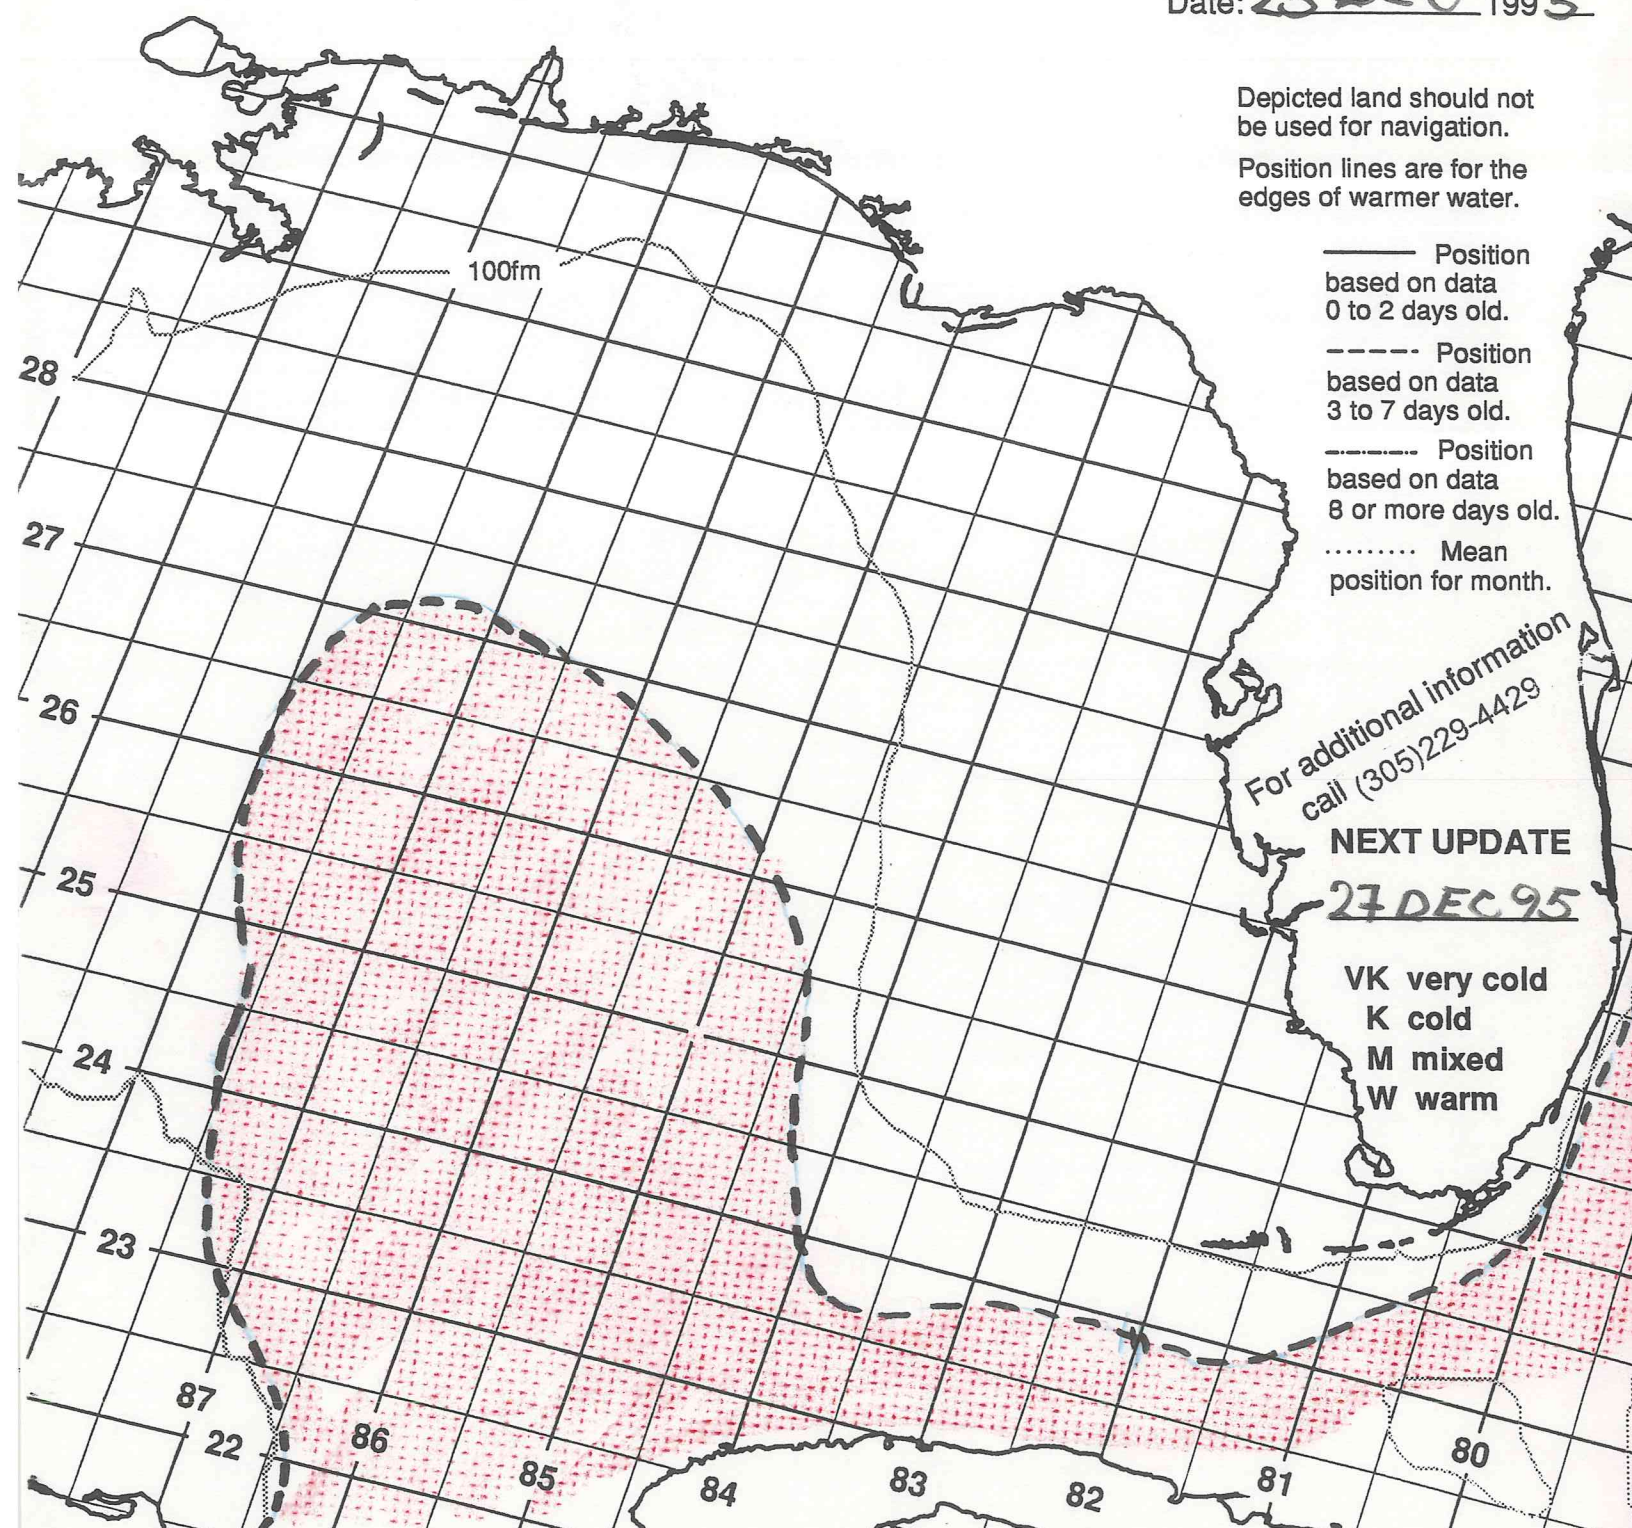 Date: 1995
Depicted land should not
be used for navigation.
Position lines are for the
edges of warmer water.
Position
based on data
0 to 2 days old.
Position
based on data
3 to 7 days old.
Position
based on data
8 or more days old.
Mean
position for month.
For additional information
call (305)229-4429
NEXT UPDATE
27 DEC 95
VK very cold
K cold
M mixed
W warm
100fm
28
27
26
25
24
23
87
22
86
85
84
83
82
81
80